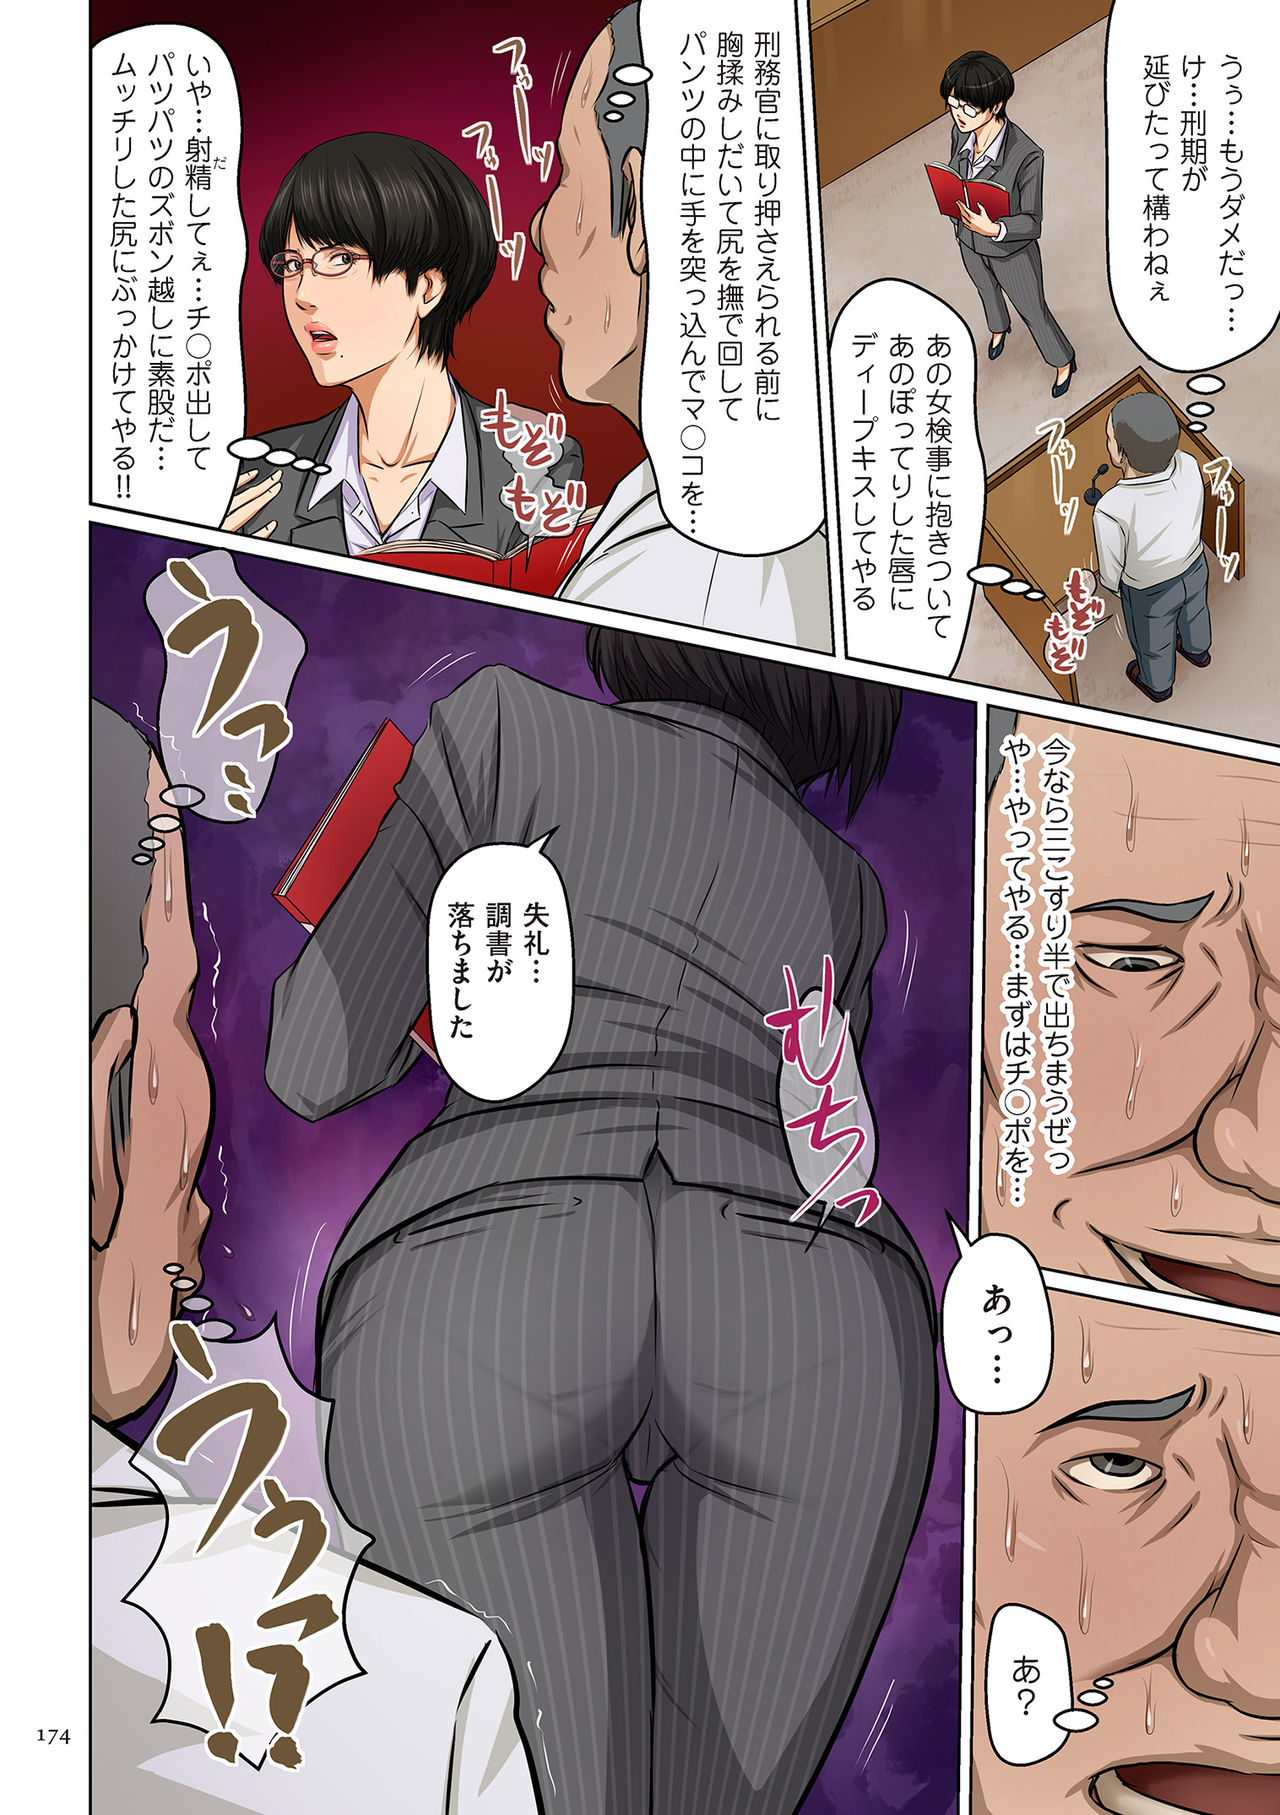 うぅ…もうダメだっ…
け…刑期が
延びたって構わねぇ
あの女検事に抱きついて
あのぽってりした唇に
ディープキスしてやる
フーッ
フーッ
もぞ
もぞ
刑務官に取り押さえられる前に
胸揉みしだいて尻を撫で回して
パンツの中に手を突っ込んでマ〇コを…
フーッ
フーッ
もぞ
もぞ
いや…射精してぇ…チ〇ポ出して
だ
パツパツのズボン越しに素股だ…
ムッチリした尻にぶっかけてやる!!
今なら三こすり半で出ちまうぜっ
や…やってやる…まずはチ〇ポを…
あっ…
あ?
失礼…
調書が
落ちました
むちっ
うっ…
うううっ!!
174